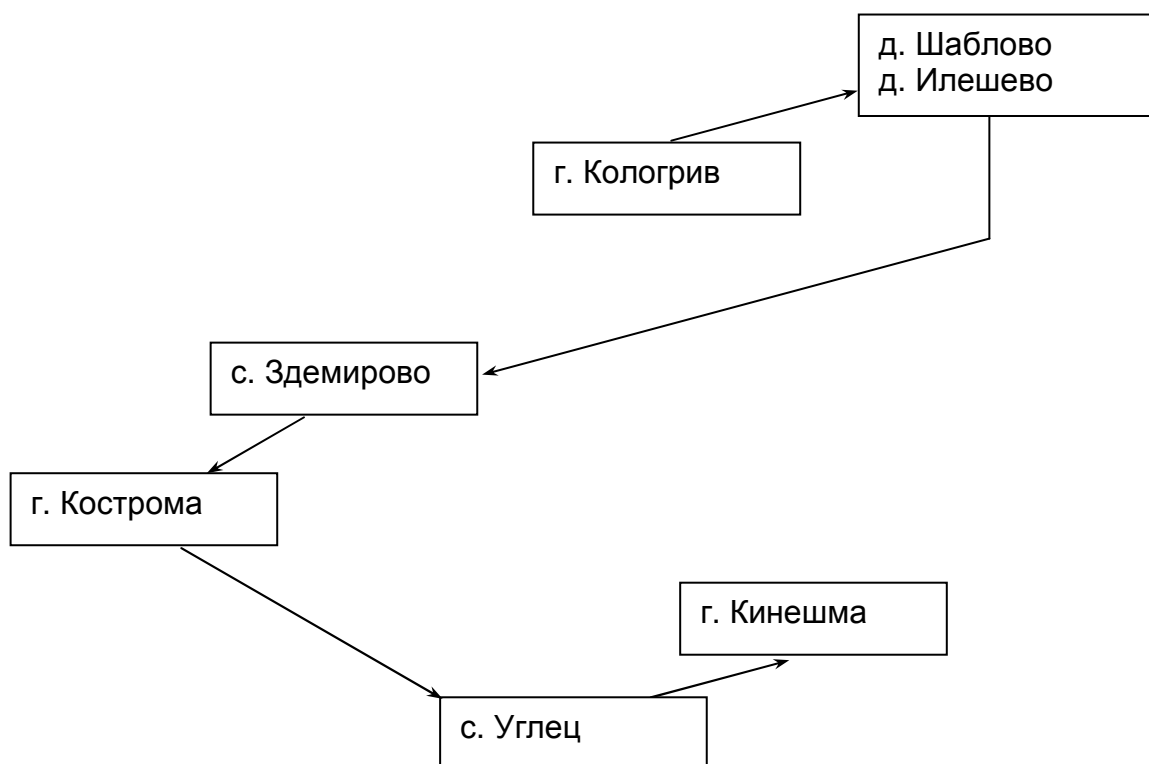 д. Шаблово
д. Илешево
г. Кологрив
с. Здемирово
г. Кострома
г. Кинешма
с. Углец